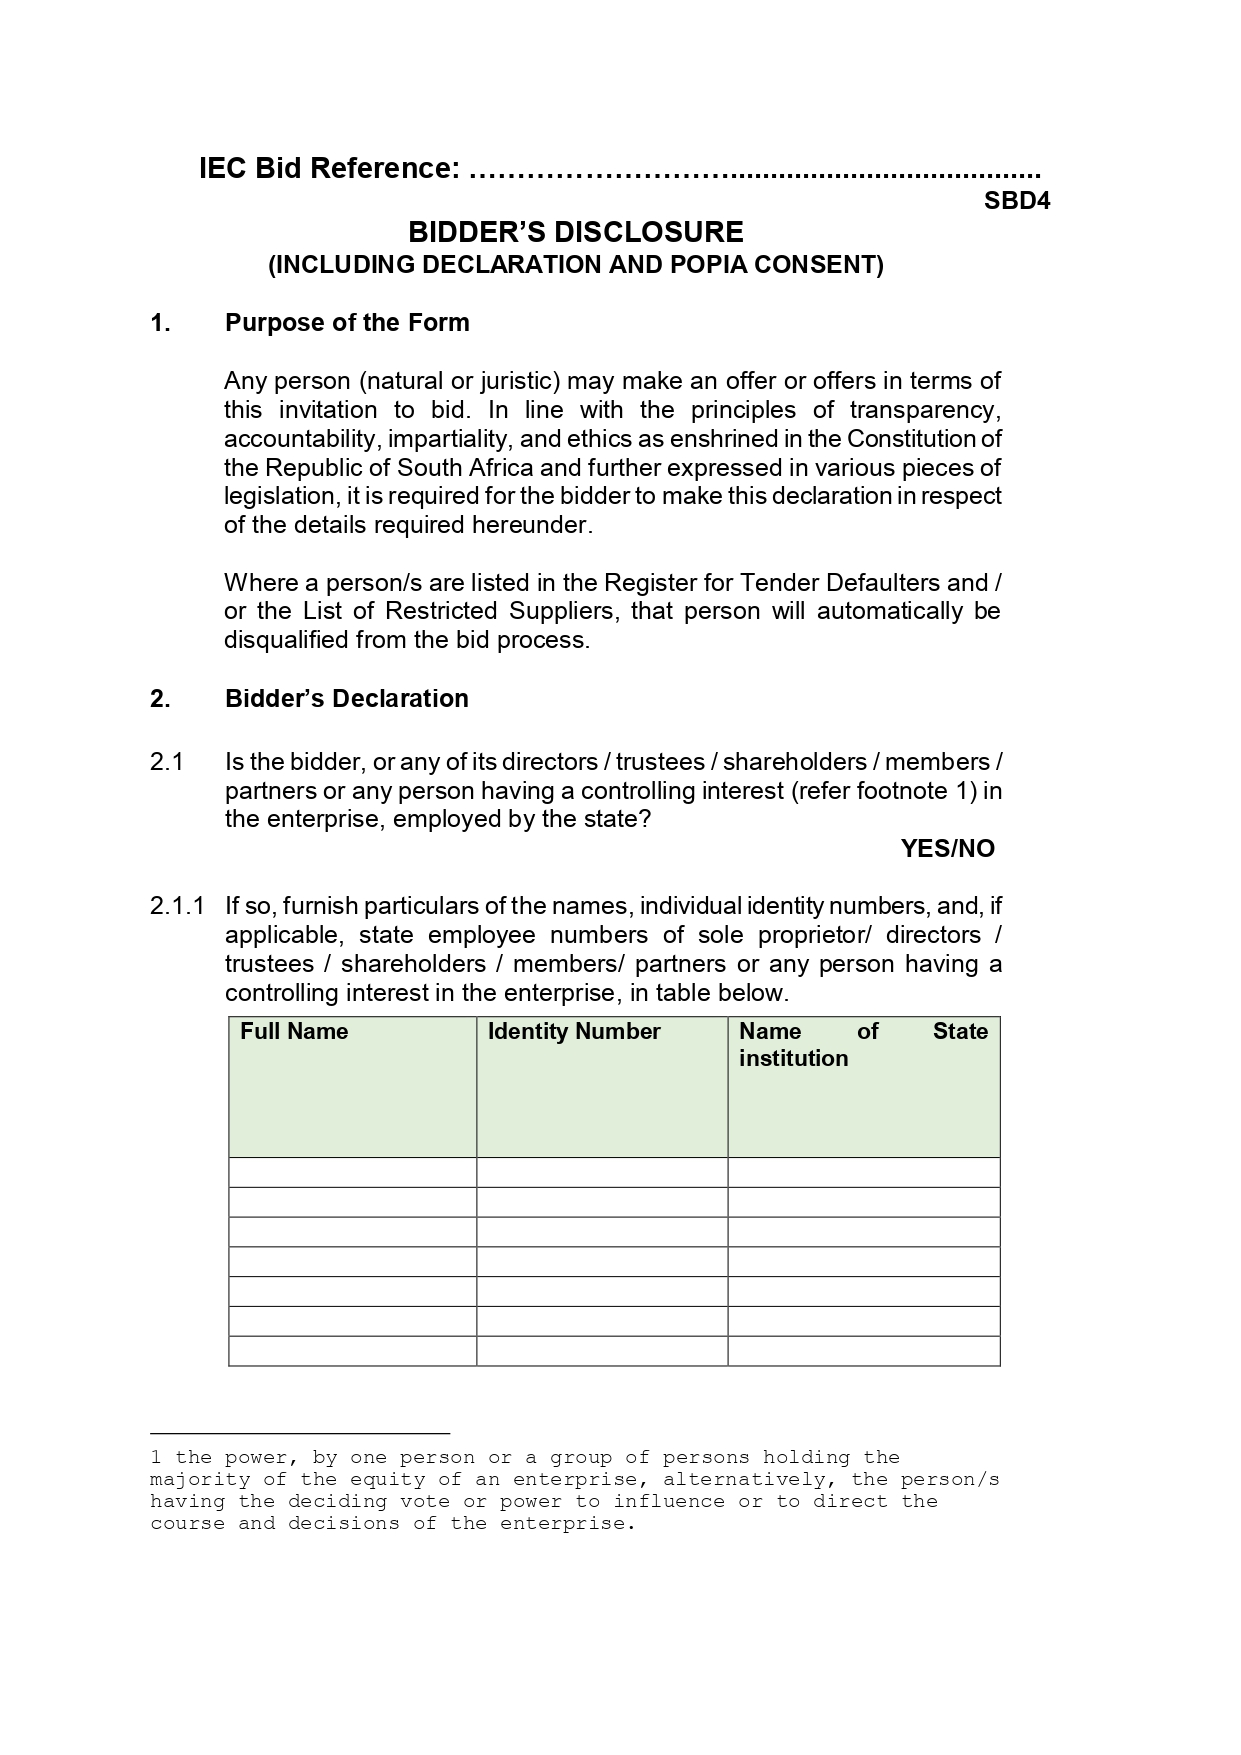 IEC Bid Reference: ………………………......................................
SBD4
BIDDER’S DISCLOSURE
(INCLUDING DECLARATION AND POPIA CONSENT)
1. Purpose of the Form
Any person (natural or juristic) may make an offer or offers in terms of
this invitation to bid. In line with the principles of transparency,
accountability, impartiality, and ethics as enshrined in the Constitution of
the Republic of South Africa and further expressed in various pieces of
legislation, it is required for the bidder to make this declaration in respect
of the details required hereunder.
Where a person/s are listed in the Register for Tender Defaulters and /
or the List of Restricted Suppliers, that person will automatically be
disqualified from the bid process.
2. Bidder’s Declaration
2.1 Is the bidder, or any of its directors / trustees / shareholders / members /
partners or any person having a controlling interest (refer footnote 1) in
the enterprise, employed by the state?
YES/NO
2.1.1 If so, furnish particulars of the names, individual identity numbers, and, if
applicable, state employee numbers of sole proprietor/ directors /
trustees / shareholders / members/ partners or any person having a
controlling interest in the enterprise, in table below.
Full Name Identity Number Name of State
institution
1 the power, by one person or a group of persons holding the
majority of the equity of an enterprise, alternatively, the person/s
having the deciding vote or power to influence or to direct the
course and decisions of the enterprise.